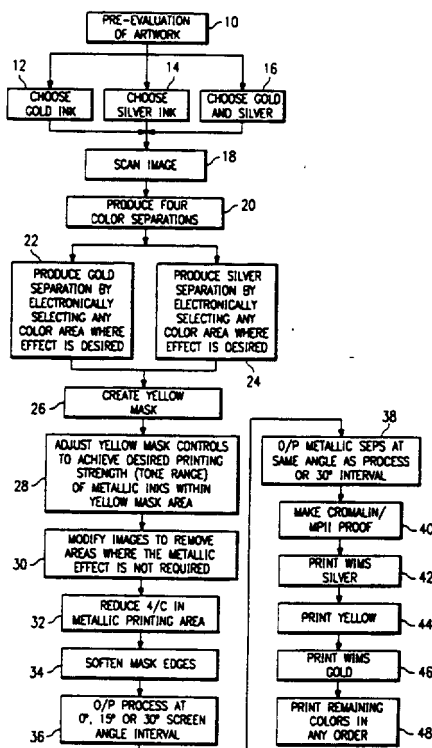 PRE-EVALUATION
OF ARTWORK
10
12
14
16
CHOOSE
GOLD INK
CHOOSE
SILVER INK
CHOOSE GOLD
AND SILVER
SCAN IMAGE
18
PRODUCE FOUR
COLOR SEPARATIONS
20
22
PRODUCE GOLD
SEPARATION BY
ELECTRONICALLY
SELECTING ANY
COLOR AREA WHERE
EFFECT IS DESIRED
PRODUCE SILVER
SEPARATION BY
ELECTRONICALLY
SELECTING ANY
COLOR AREA WHERE
EFFECT IS DESIRED
24
CREATE YELLOW
MASK
26
ADJUST YELLOW MASK CONTROLS
TO ACHIEVE DESIRED PRINTING
STRENGTH (TONE RANGE)
OF METALLIC INKS WITHIN
YELLOW MASK AREA
28
MODIFY IMAGES TO REMOVE
AREAS WHERE THE METALLIC
EFFECT IS NOT REQUIRED
30
REDUCE 4/C IN
METALLIC PRINTING AREA
32
SOFTEN MASK EDGES
34
O/P PROCESS AT
0°, 15° OR 30° SCREEN
ANGLE INTERVAL
36
38
O/P METALLIC SEPS AT
SAME ANGLE AS PROCESS
OR 30° INTERVAL
MAKE CROMALIN/
MPII PROOF
40
PRINT WIMS
SILVER
42
PRINT YELLOW
44
PRINT WIMS
GOLD
46
PRINT REMAINING
COLORS IN
ANY ORDER
48